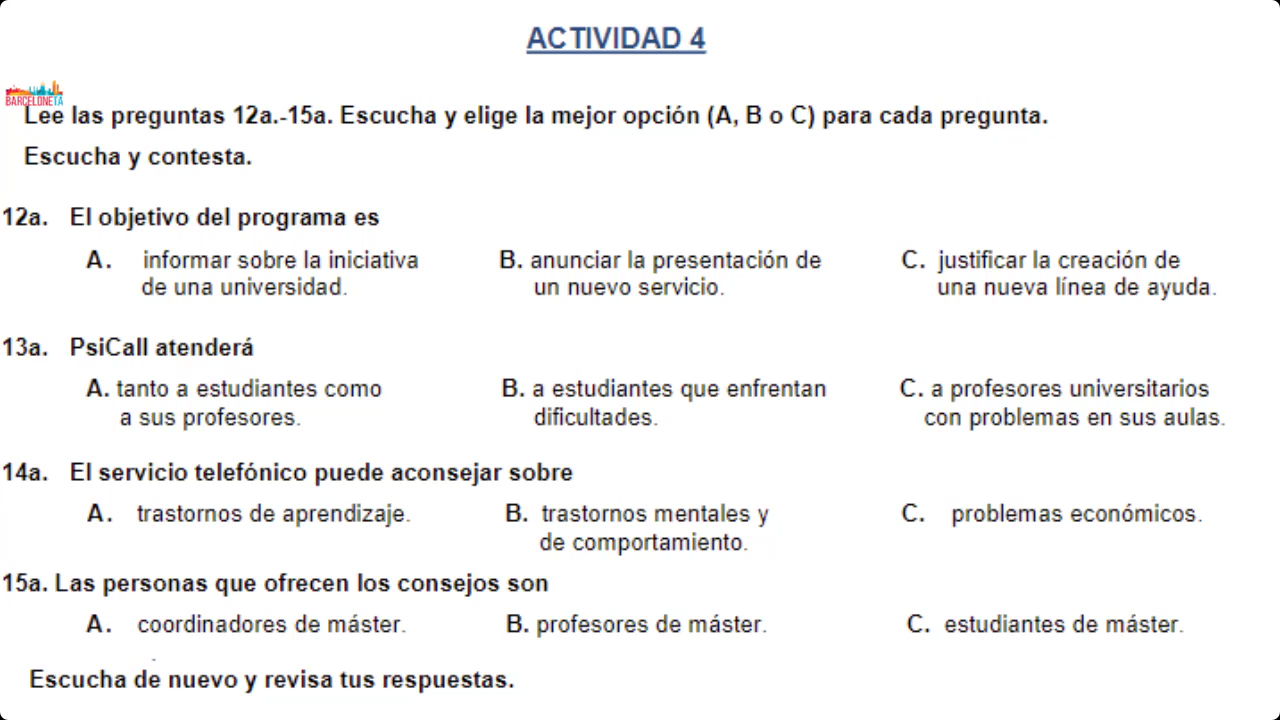 ACTIVIDAD 4
BARCELONETA
Lee las preguntas 12a.-15a. Escucha y elige la mejor opción (A, B o C) para cada pregunta.
Escucha y contesta.
12a. El objetivo del programa es
A. informar sobre la iniciativa de una universidad.
B. anunciar la presentación de un nuevo servicio.
C. justificar la creación de una nueva línea de ayuda.
13a. PsiCall atenderá
A. tanto a estudiantes como a sus profesores.
B. a estudiantes que enfrentan dificultades.
C. a profesores universitarios con problemas en sus aulas.
14a. El servicio telefónico puede aconsejar sobre
A. trastornos de aprendizaje.
B. trastornos mentales y de comportamiento.
C. problemas económicos.
15a. Las personas que ofrecen los consejos son
A. coordinadores de máster.
B. profesores de máster.
C. estudiantes de máster.
Escucha de nuevo y revisa tus respuestas.